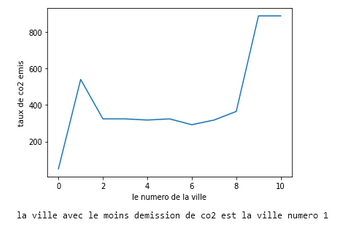 800
600
400
200
taux de co2 emis
0 2 4 6 8 10
le numero de la ville
la ville avec le moins demission de co2 est la ville numero 1